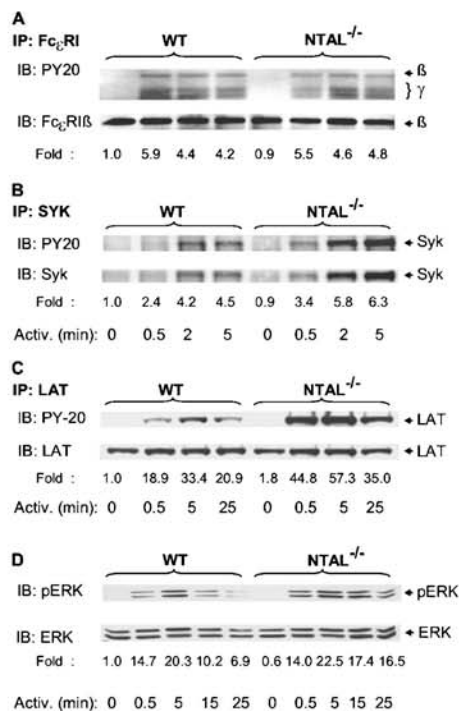 A
IP: FcεRI WT NTAL-/-
IB: PY20 ß
} γ
IB: FcεRIß ß
Fold : 1.0 5.9 4.4 4.2 0.9 5.5 4.6 4.8
B
IP: SYK WT NTAL-/-
IB: PY20 Syk
IB: Syk Syk
Fold : 1.0 2.4 4.2 4.5 0.9 3.4 5.8 6.3
Activ. (min): 0 0.5 2 5 0 0.5 2 5
C
IP: LAT WT NTAL-/-
IB: PY-20 LAT
IB: LAT LAT
Fold : 1.0 18.9 33.4 20.9 1.8 44.8 57.3 35.0
Activ. (min): 0 0.5 5 25 0 0.5 5 25
D WT NTAL-/-
IB: pERK pERK
IB: ERK ERK
Fold : 1.0 14.7 20.3 10.2 6.9 0.6 14.0 22.5 17.4 16.5
Activ. (min): 0 0.5 5 15 25 0 0.5 5 15 25